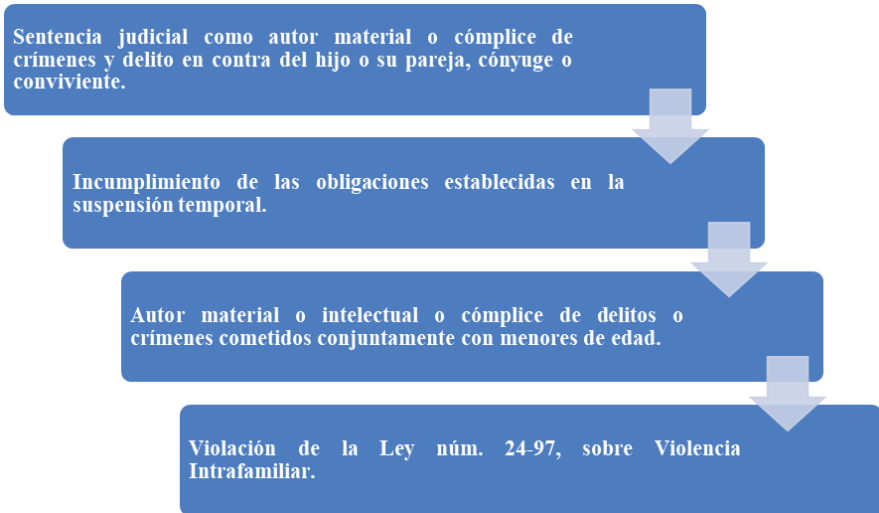 Sentencia judicial como autor material o cómplice de
crímenes y delito en contra del hijo o su pareja, cónyuge o
conviviente.
Incumplimiento de las obligaciones establecidas en la
suspensión temporal.
Autor material o intelectual o cómplice de delitos o
crímenes cometidos conjuntamente con menores de edad.
Violación de la Ley núm. 24-97, sobre Violencia
Intrafamiliar.